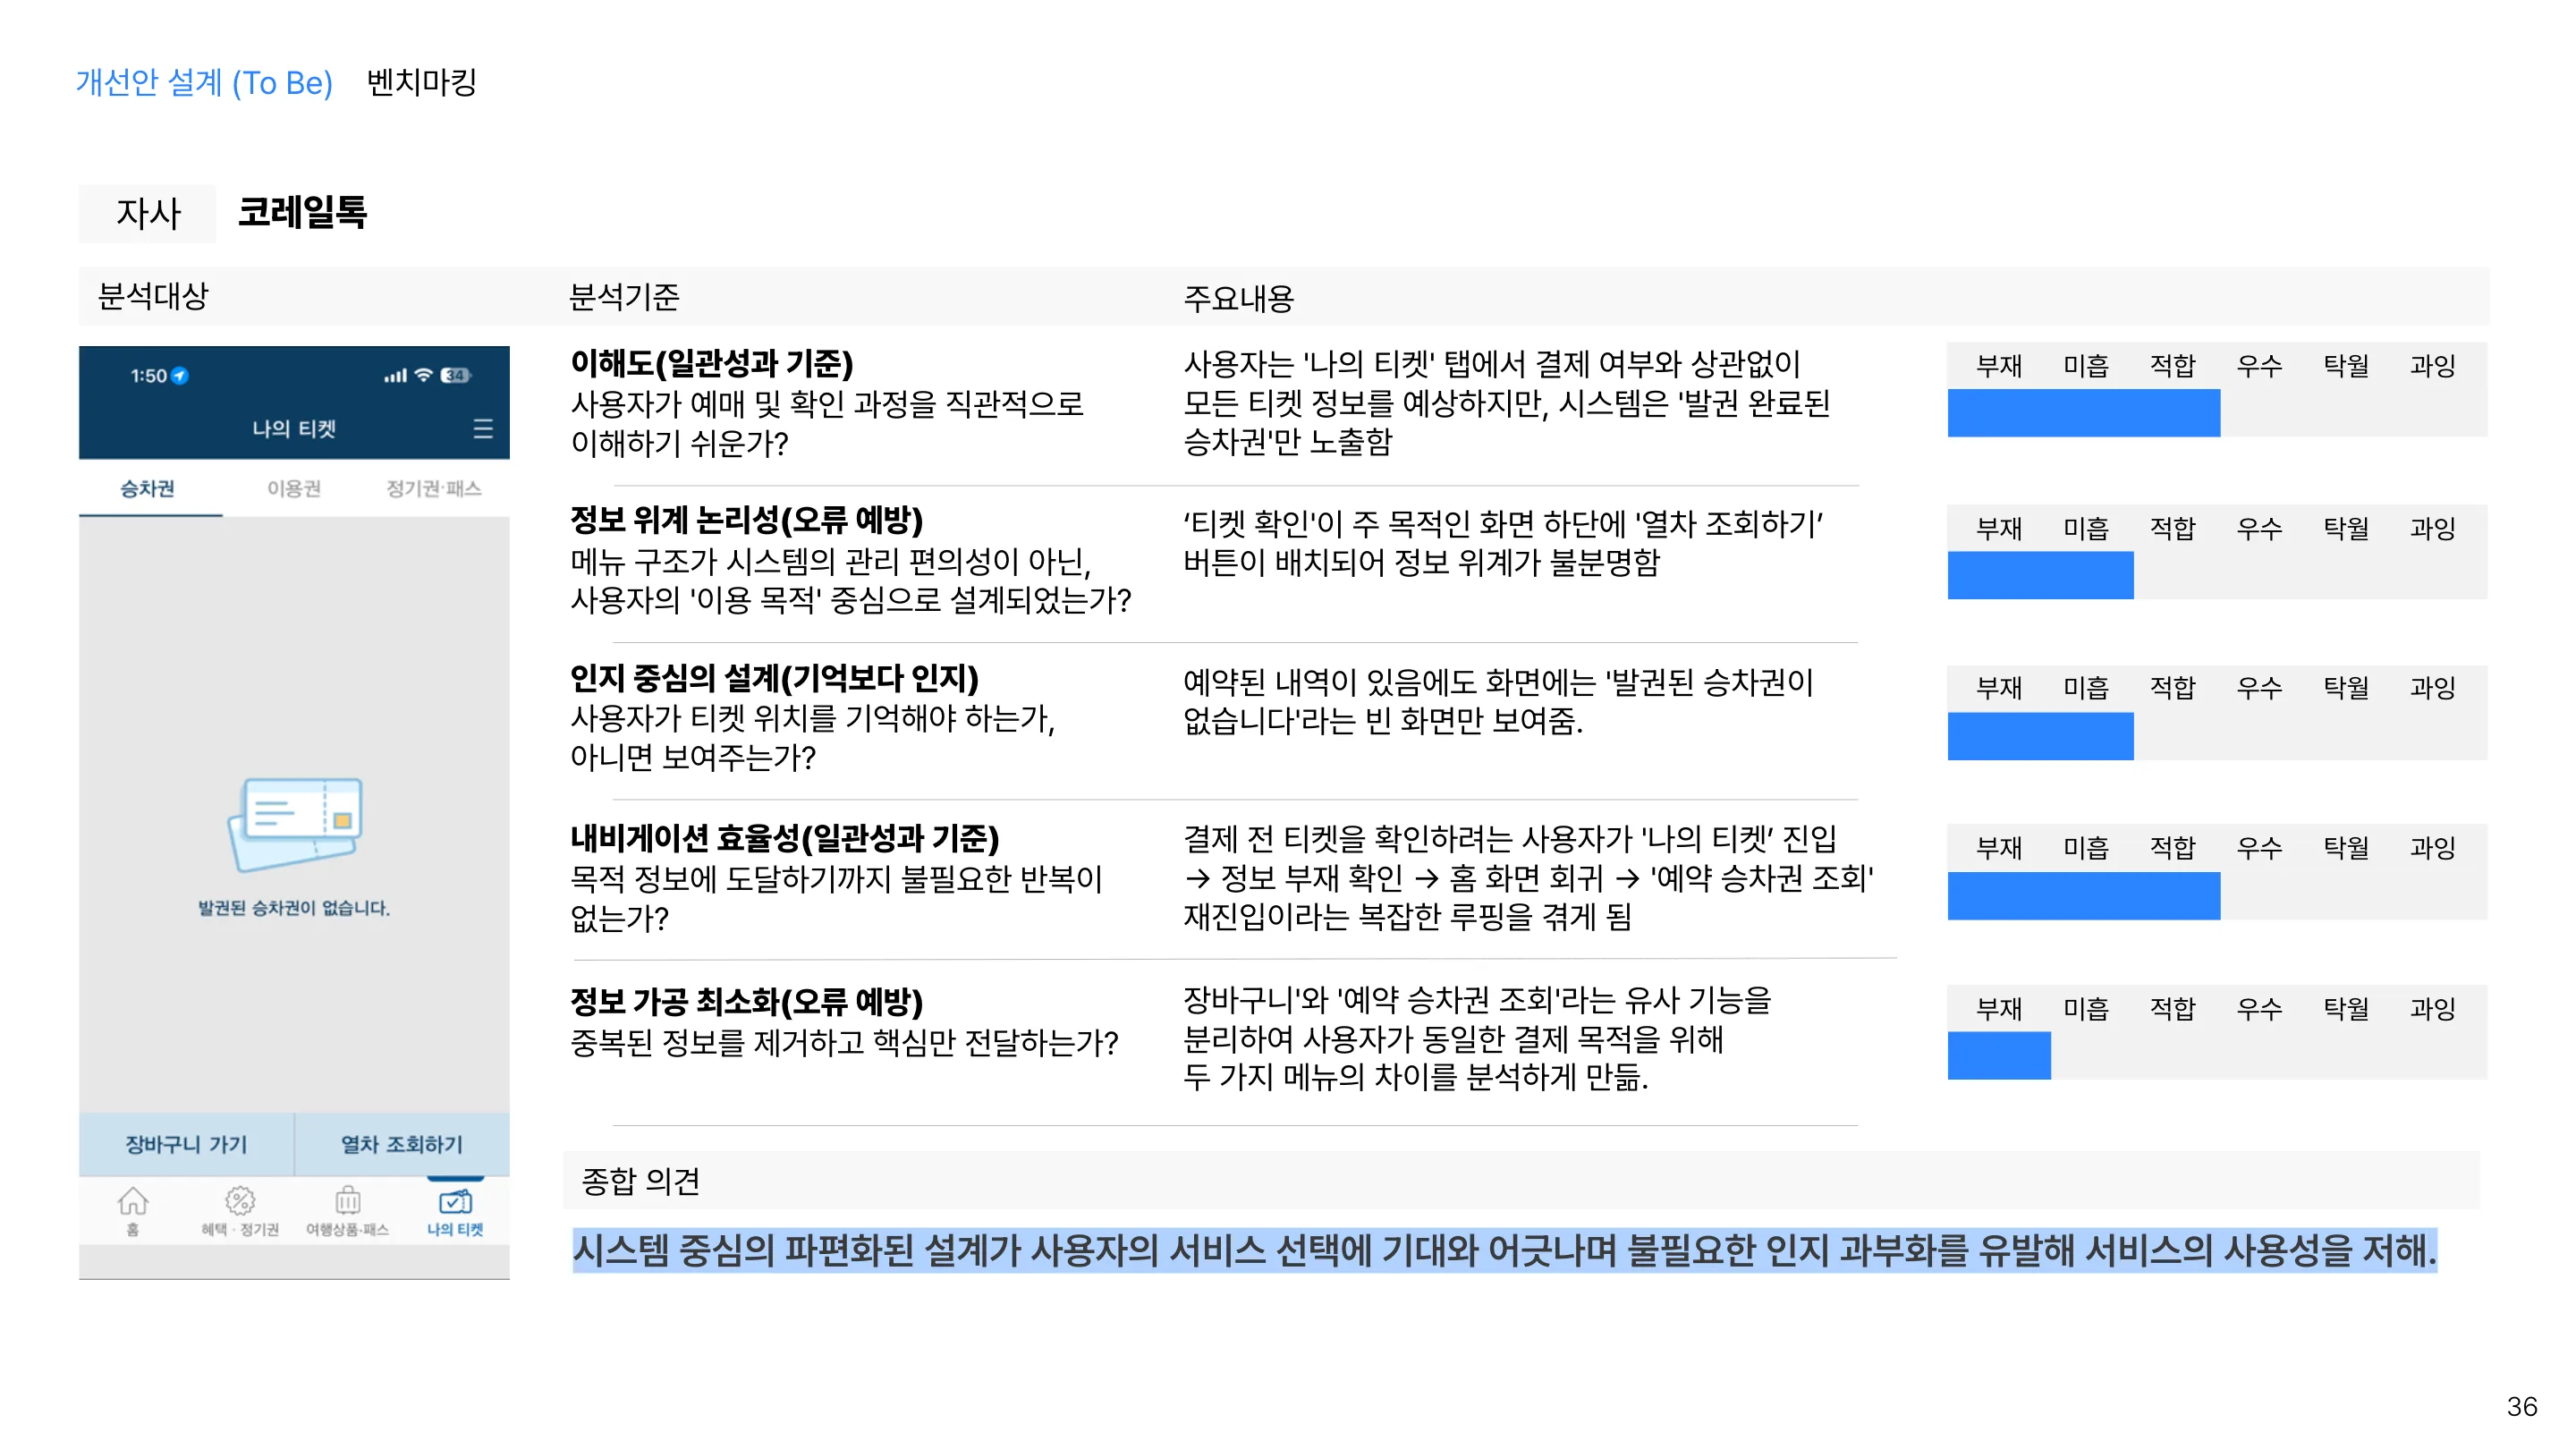 개선안 설계 (To Be) 벤치마킹
자사 코레일톡
분석대상 분석기준 주요내용
1:50 34
나의 티켓
승차권 이용권 정기권·패스
발권된 승차권이 없습니다.
장바구니 가기 열차 조회하기
홈 혜택·정기권 여행상품·패스 나의 티켓
이해도(일관성과 기준)
사용자가 예매 및 확인 과정을 직관적으로
이해하기 쉬운가?
사용자는 '나의 티켓' 탭에서 결제 여부와 상관없이
모든 티켓 정보를 예상하지만, 시스템은 '발권 완료된
승차권'만 노출함
부재 미흡 적합 우수 탁월 과잉
정보 위계 논리성(오류 예방)
메뉴 구조가 시스템의 관리 편의성이 아닌,
사용자의 '이용 목적' 중심으로 설계되었는가?
‘티켓 확인'이 주 목적인 화면 하단에 '열차 조회하기’
버튼이 배치되어 정보 위계가 불분명함
부재 미흡 적합 우수 탁월 과잉
인지 중심의 설계(기억보다 인지)
사용자가 티켓 위치를 기억해야 하는가,
아니면 보여주는가?
예약된 내역이 있음에도 화면에는 '발권된 승차권이
없습니다'라는 빈 화면만 보여줌.
부재 미흡 적합 우수 탁월 과잉
내비게이션 효율성(일관성과 기준)
목적 정보에 도달하기까지 불필요한 반복이
없는가?
결제 전 티켓을 확인하려는 사용자가 '나의 티켓’ 진입
→ 정보 부재 확인 → 홈 화면 회귀 → '예약 승차권 조회'
재진입이라는 복잡한 루핑을 겪게 됨
부재 미흡 적합 우수 탁월 과잉
정보 가공 최소화(오류 예방)
중복된 정보를 제거하고 핵심만 전달하는가?
장바구니'와 '예약 승차권 조회'라는 유사 기능을
분리하여 사용자가 동일한 결제 목적을 위해
두 가지 메뉴의 차이를 분석하게 만듦.
부재 미흡 적합 우수 탁월 과잉
종합 의견
시스템 중심의 파편화된 설계가 사용자의 서비스 선택에 기대와 어긋나며 불필요한 인지 과부화를 유발해 서비스의 사용성을 저해.
36